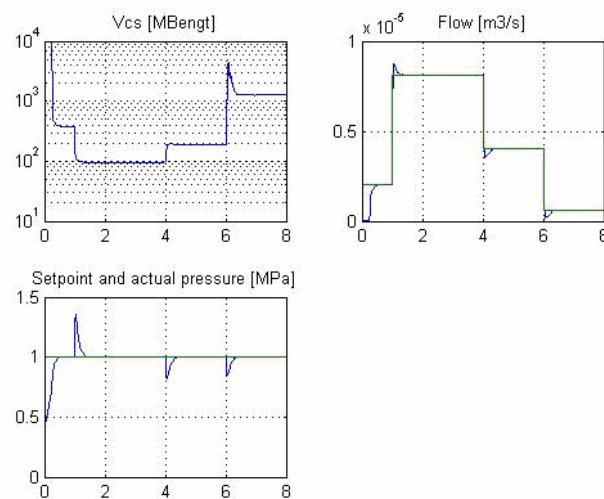 Vcs [MBengt]
10^4
10^3
10^2
10^1
0 2 4 6 8
Flow [m3/s]
1 x 10^-5
0.5
0
0 2 4 6 8
Setpoint and actual pressure [MPa]
1.5
1
0.5
0
0 2 4 6 8